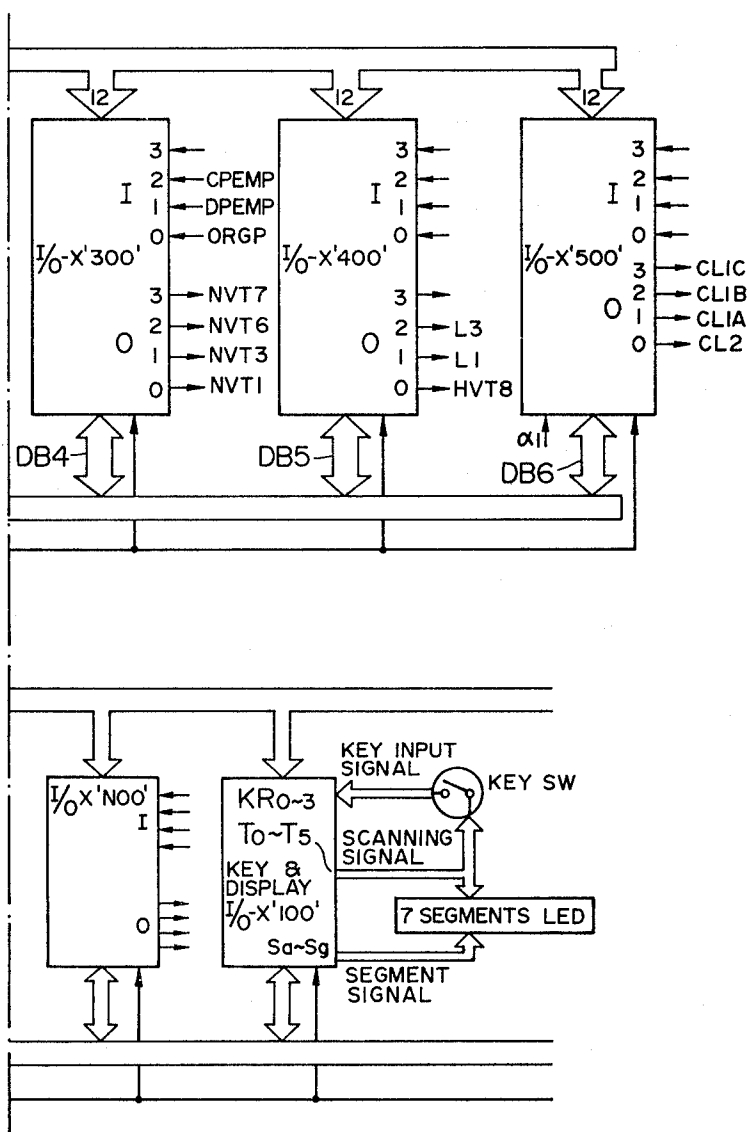 12
12
12
3
2 CPEMP
I
1 DPEMP
0 ORGP
I/O-X'300'
3 NVT7
2 NVT6
O
1 NVT3
0 NVT1
3
2
I
1
0
I/O-X'400'
3
2 L3
O
1 L1
0 HVT8
3
2
I
1
0
I/O-X'500'
3 CL1C
2 CL1B
O
1 CL1A
0 CL2
DB4
DB5
α11
DB6
I/O X'N00'
I
O
KR0~3
T0~T5
KEY &
DISPLAY
I/O-X'100'
Sa~Sg
KEY INPUT
SIGNAL
KEY SW
SCANNING
SIGNAL
7 SEGMENTS LED
SEGMENT
SIGNAL